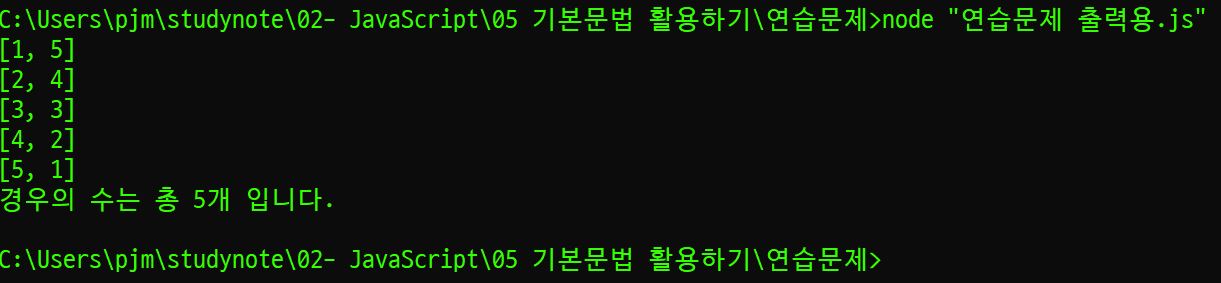 C:\Users\pjm\studynote\02- JavaScript\05 기본문법 활용하기\연습문제>node "연습문제 출력용.js"
[1, 5]
[2, 4]
[3, 3]
[4, 2]
[5, 1]
경우의 수는 총 5개 입니다.
C:\Users\pjm\studynote\02- JavaScript\05 기본문법 활용하기\연습문제>